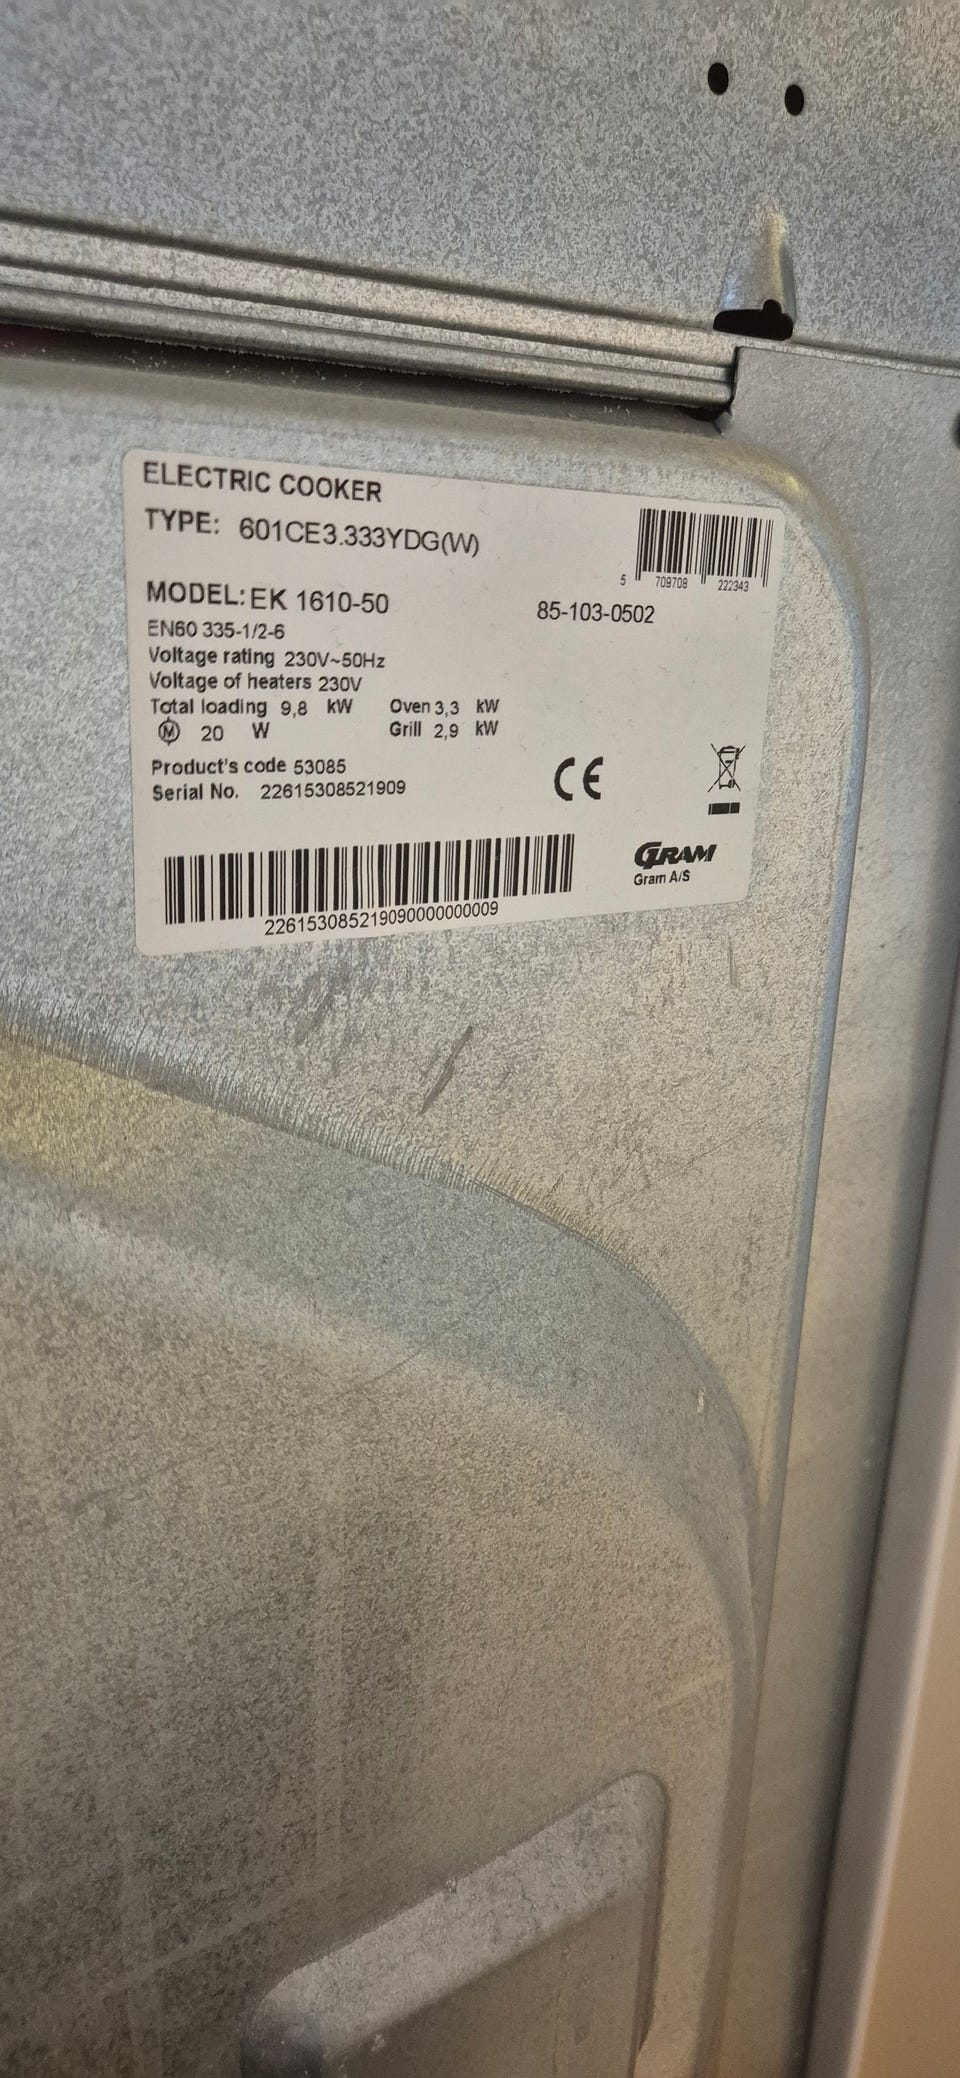 ELECTRIC COOKER
TYPE: 601CE3.333YDG(W)
5 709708 222343
MODEL: EK 1610-50
85-103-0502
EN60 335-1/2-6
Voltage rating 230V~50Hz
Voltage of heaters 230V
Total loading 9,8 kW Oven 3,3 kW
M 20 W Grill 2,9 kW
Product's code 53085
Serial No. 22615308521909
CE
226153085219090000000009
GRAM
Gram A/S